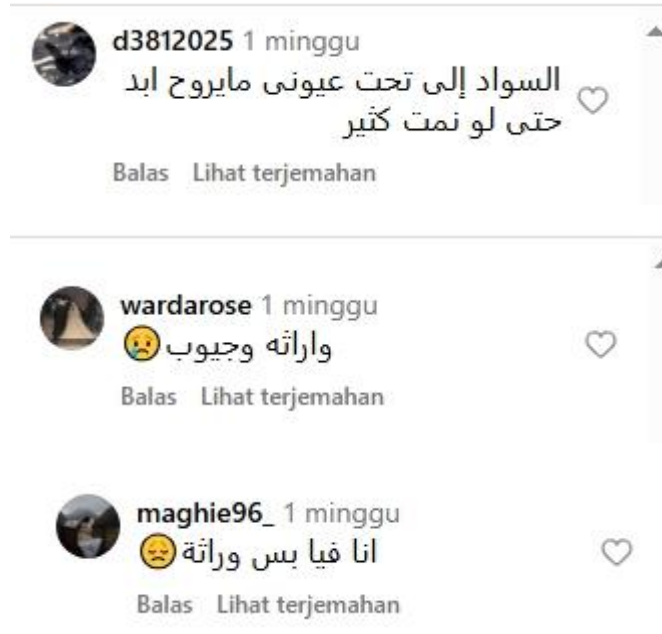 d3812025 1 minggu
السواد إلى تحت عيونى مايروح ابد
حتى لو نمت كثير
Balas Lihat terjemahan
wardarose 1 minggu
واراثه وجيوب😢
Balas Lihat terjemahan
maghie96_ 1 minggu
انا فيا بس وراثة😞
Balas Lihat terjemahan